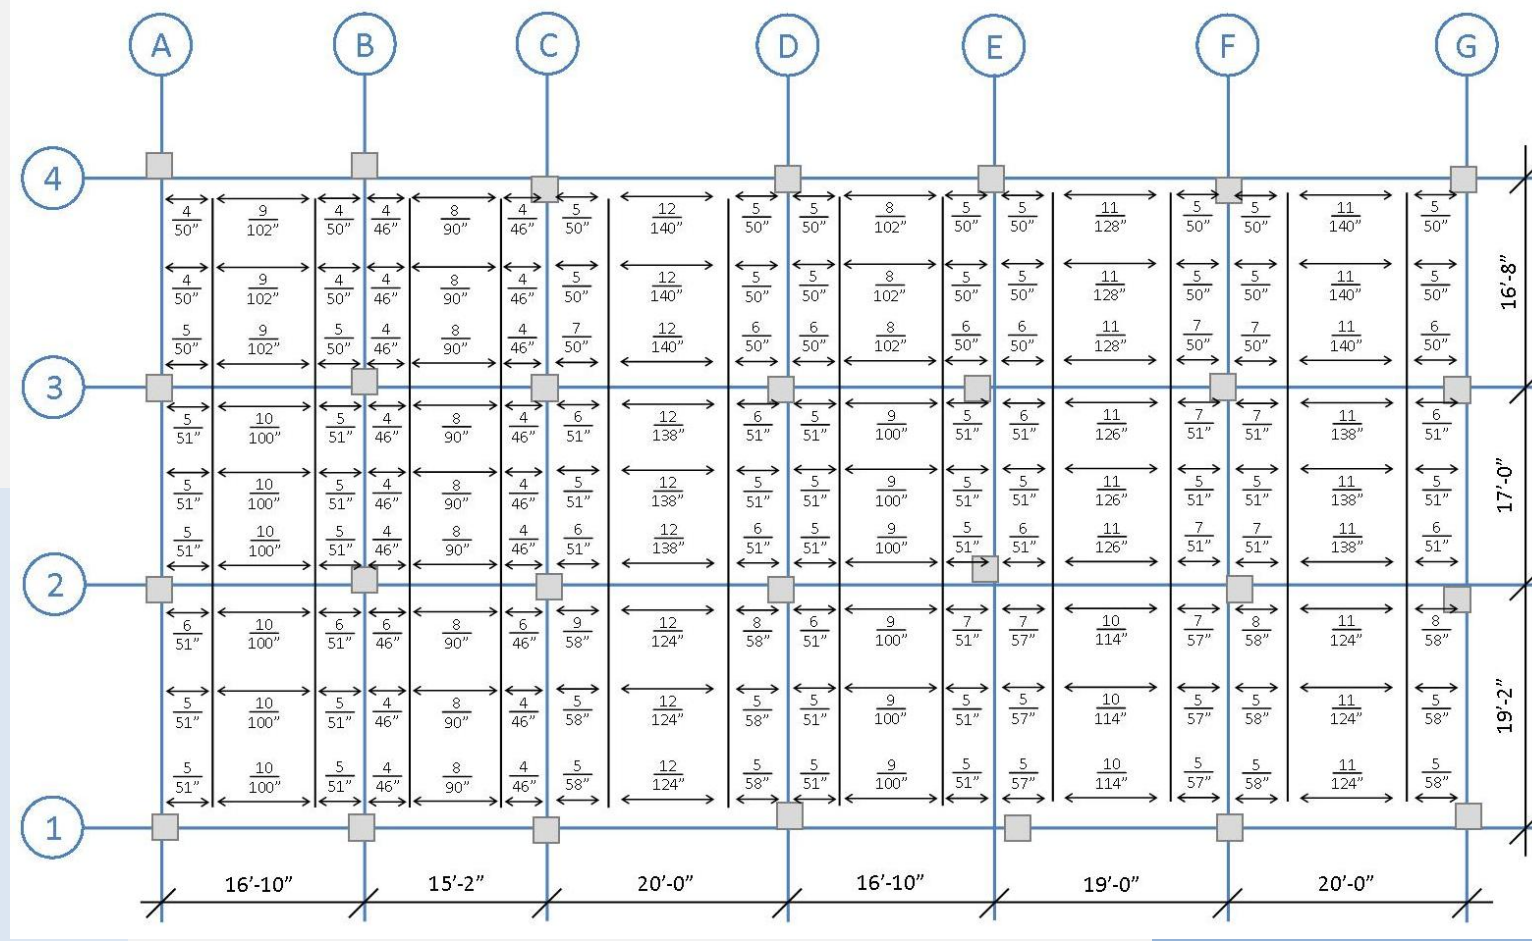 A B C D E F G
4
4 9 4 4 8 4 5 12 5 5 8 5 5 11 5 5 11 5
50” 102” 50” 46” 90” 46” 50” 140” 50” 50” 102” 50” 50” 128” 50” 50” 140” 50”
4 9 4 4 8 4 5 12 5 5 8 5 5 11 5 5 11 5
50” 102” 50” 46” 90” 46” 50” 140” 50” 50” 102” 50” 50” 128” 50” 50” 140” 50”
16’-8”
5 9 5 4 8 4 7 12 6 6 8 6 6 11 7 7 11 6
50” 102” 50” 46” 90” 46” 50” 140” 50” 50” 102” 50” 50” 128” 50” 50” 140” 50”
3
5 10 5 4 8 4 6 12 6 5 9 5 6 11 7 7 11 6
51” 100” 51” 46” 90” 46” 51” 138” 51” 51” 100” 51” 51” 126” 51” 51” 138” 51”
5 10 5 4 8 4 5 12 5 5 9 5 5 11 5 5 11 5
51” 100” 51” 46” 90” 46” 51” 138” 51” 51” 100” 51” 51” 126” 51” 51” 138” 51”
17’-0”
5 10 5 4 8 4 6 12 6 5 9 5 6 11 7 7 11 6
51” 100” 51” 46” 90” 46” 51” 138” 51” 51” 100” 51” 51” 126” 51” 51” 138” 51”
2
6 10 6 6 8 6 9 12 8 6 9 7 7 10 7 8 11 8
51” 100” 51” 46” 90” 46” 58” 124” 58” 51” 100” 51” 57” 114” 57” 58” 124” 58”
5 10 5 4 8 4 5 12 5 5 9 5 5 10 5 5 11 5
51” 100” 51” 46” 90” 46” 58” 124” 58” 51” 100” 51” 57” 114” 57” 58” 124” 58”
19’-2”
5 10 5 4 8 4 5 12 5 5 9 5 5 10 5 5 11 5
51” 100” 51” 46” 90” 46” 58” 124” 58” 51” 100” 51” 57” 114” 57” 58” 124” 58”
1
16’-10” 15’-2” 20’-0” 16’-10” 19’-0” 20’-0”